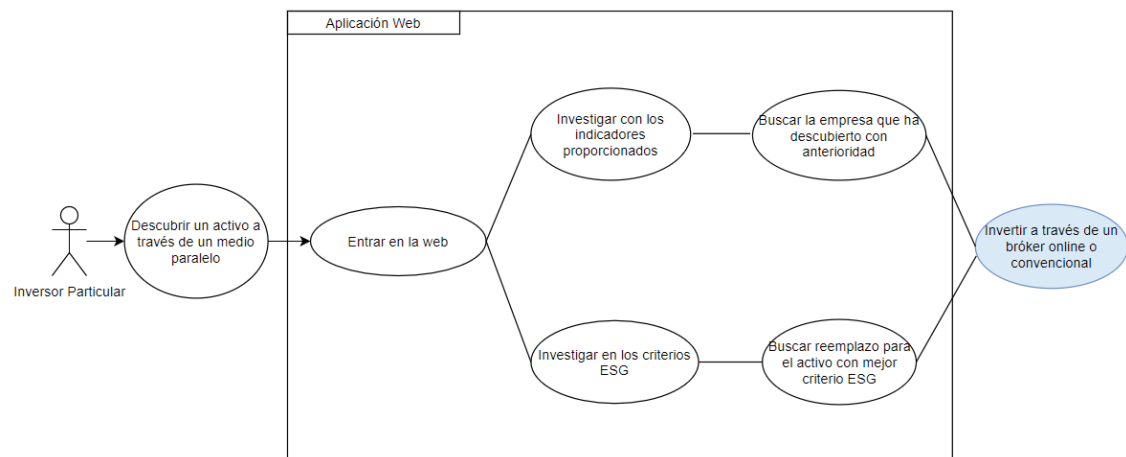 Aplicación Web
Investigar con los
indicadores
proporcionados
Buscar la empresa que ha
descubierto con
anterioridad
Descubrir un activo a
través de un medio
paralelo
Entrar en la web
Invertir a través de un
bróker online o
convencional
Inversor Particular
Investigar en los criterios
ESG
Buscar reemplazo para
el activo con mejor
criterio ESG